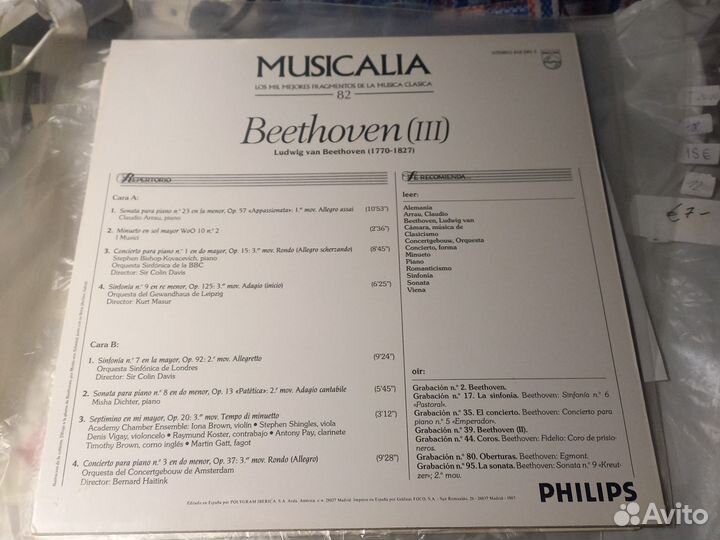 STEREO
PHILIPS
MUSICALIA
LOS MIL MEJORES FRAGMENTOS DE LA MUSICA CLASICA
82
Beethoven (III)
Ludwig van Beethoven (1770-1827)
REPERTORIO
Cara A:
1. Sonata para piano n.º 23 en la menor, Op. 57 «Appassionata»: 1.er mov. Allegro assai (10'53")
Claudio Arrau, piano
2. Minueto en sol mayor WoO 10 n.º 2 (2'36")
I Musici
3. Concierto para piano n.º 1 en do mayor, Op. 15: 3.er mov. Rondo (Allegro scherzando) (8'45")
Stephen Bishop-Kovacevich, piano
Orquesta Sinfónica de la BBC
Director: Sir Colin Davis
4. Sinfonía n.º 9 en re menor, Op. 125: 3.er mov. Adagio (inicio) (6'25")
Orquesta del Gewandhaus de Leipzig
Director: Kurt Masur
Cara B:
1. Sinfonía n.º 7 en la mayor, Op. 92: 2.º mov. Allegretto (9'24")
Orquesta Sinfónica de Londres
Director: Sir Colin Davis
2. Sonata para piano n.º 8 en do menor, Op. 13 «Patética»: 2.º mov. Adagio cantabile (5'45")
Misha Dichter, piano
3. Septimino en mi mayor, Op. 20: 3.er mov. Tempo di minuetto (3'12")
Academy Chamber Ensemble: Iona Brown, violín • Stephen Shingles, viola
Denis Vigay, violoncelo • Raymund Koster, contrabajo • Antony Pay, clarinete
Timothy Brown, corno inglés • Martin Gatt, fagot
4. Concierto para piano n.º 3 en do menor, Op. 37: 3.er mov. Rondo (Allegro) (9'28")
Orquesta del Concertgebouw de Amsterdam
Director: Bernard Haitink
SE RECOMIENDA...
leer:
Alemania
Arrau, Claudio
Beethoven, Ludwig van
Cámara, música de
Clasicismo
Concertgebouw, Orquesta
Concierto, forma
Minueto
Piano
Romanticismo
Sinfonía
Sonata
Viena
oír:
Grabación n.º 2. Beethoven.
Grabación n.º 17. La sinfonía. Beethoven: Sinfonía n.º 6
«Pastoral».
Grabación n.º 35. El concierto. Beethoven: Concierto para
piano n.º 5 «Emperador».
Grabación n.º 39. Beethoven (II).
Grabación n.º 44. Coros. Beethoven: Fidelio: Coro de prisio-
neros.
Grabación n.º 80. Oberturas. Beethoven: Egmont.
Grabación n.º 95. La sonata. Beethoven: Sonata n.º 9 «Kreut-
zer»; 2.º mov.
PHILIPS
Editado en España por POLYGRAM IBERICA, S.A.
15 €
12
€ 7-
Avito